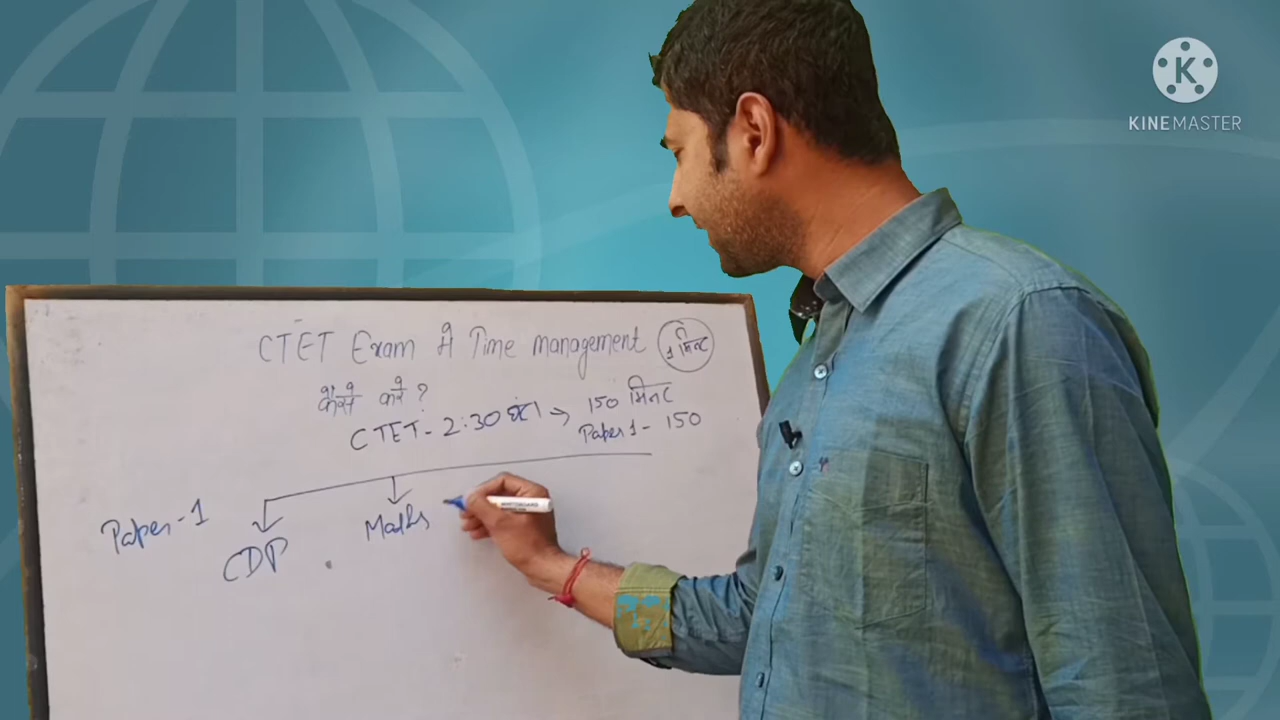 KINEMASTER
CTET Exam में Time management
1 मिनट
कैसे करे ?
CTET - 2:30 घंटा → 150 मिनट
Paper 1 - 150
Paper-1
CDP
Maths